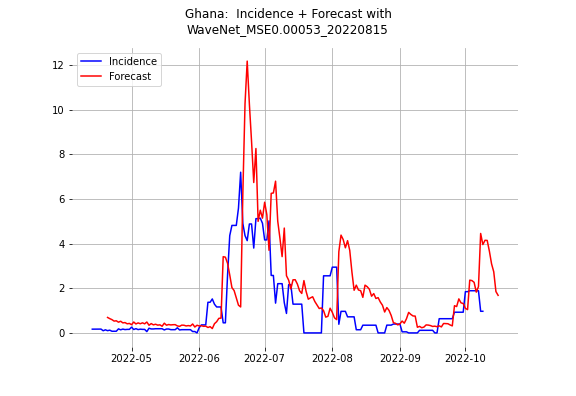 Ghana:  Incidence + Forecast with
WaveNet_MSE0.00053_20220815
Incidence
Forecast
12
10
8
6
4
2
0
2022-05 2022-06 2022-07 2022-08 2022-09 2022-10